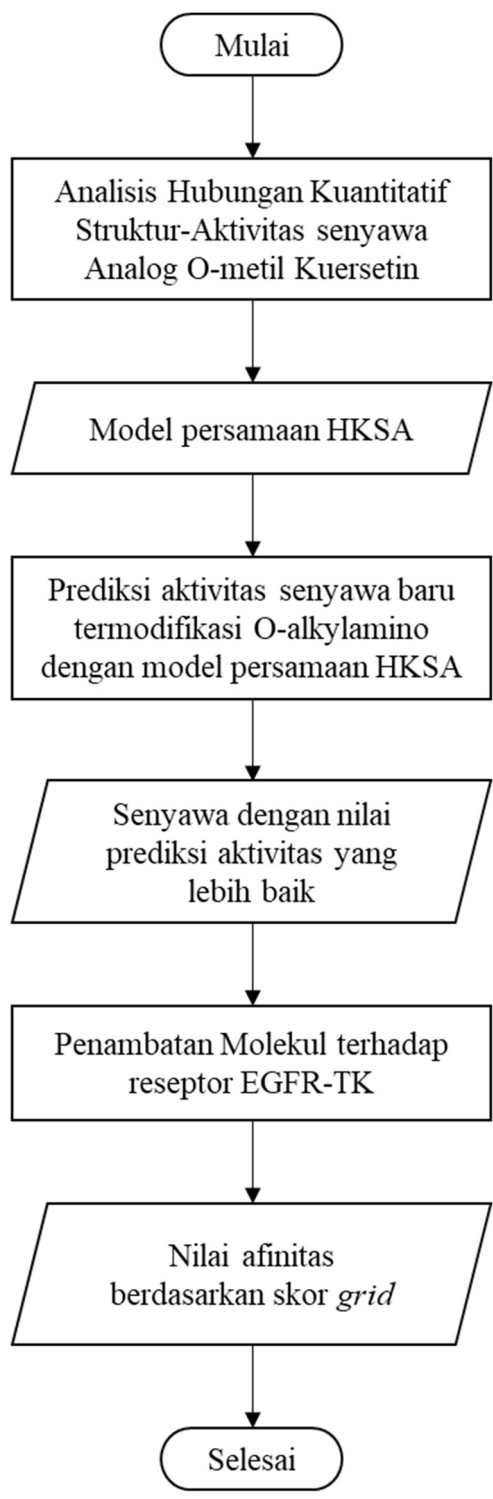 Mulai
Analisis Hubungan Kuantitatif
Struktur-Aktivitas senyawa
Analog O-metil Kuersetin
Model persamaan HKSA
Prediksi aktivitas senyawa baru
termodifikasi O-alkylamino
dengan model persamaan HKSA
Senyawa dengan nilai
prediksi aktivitas yang
lebih baik
Penambatan Molekul terhadap
reseptor EGFR-TK
Nilai afinitas
berdasarkan skor grid
Selesai